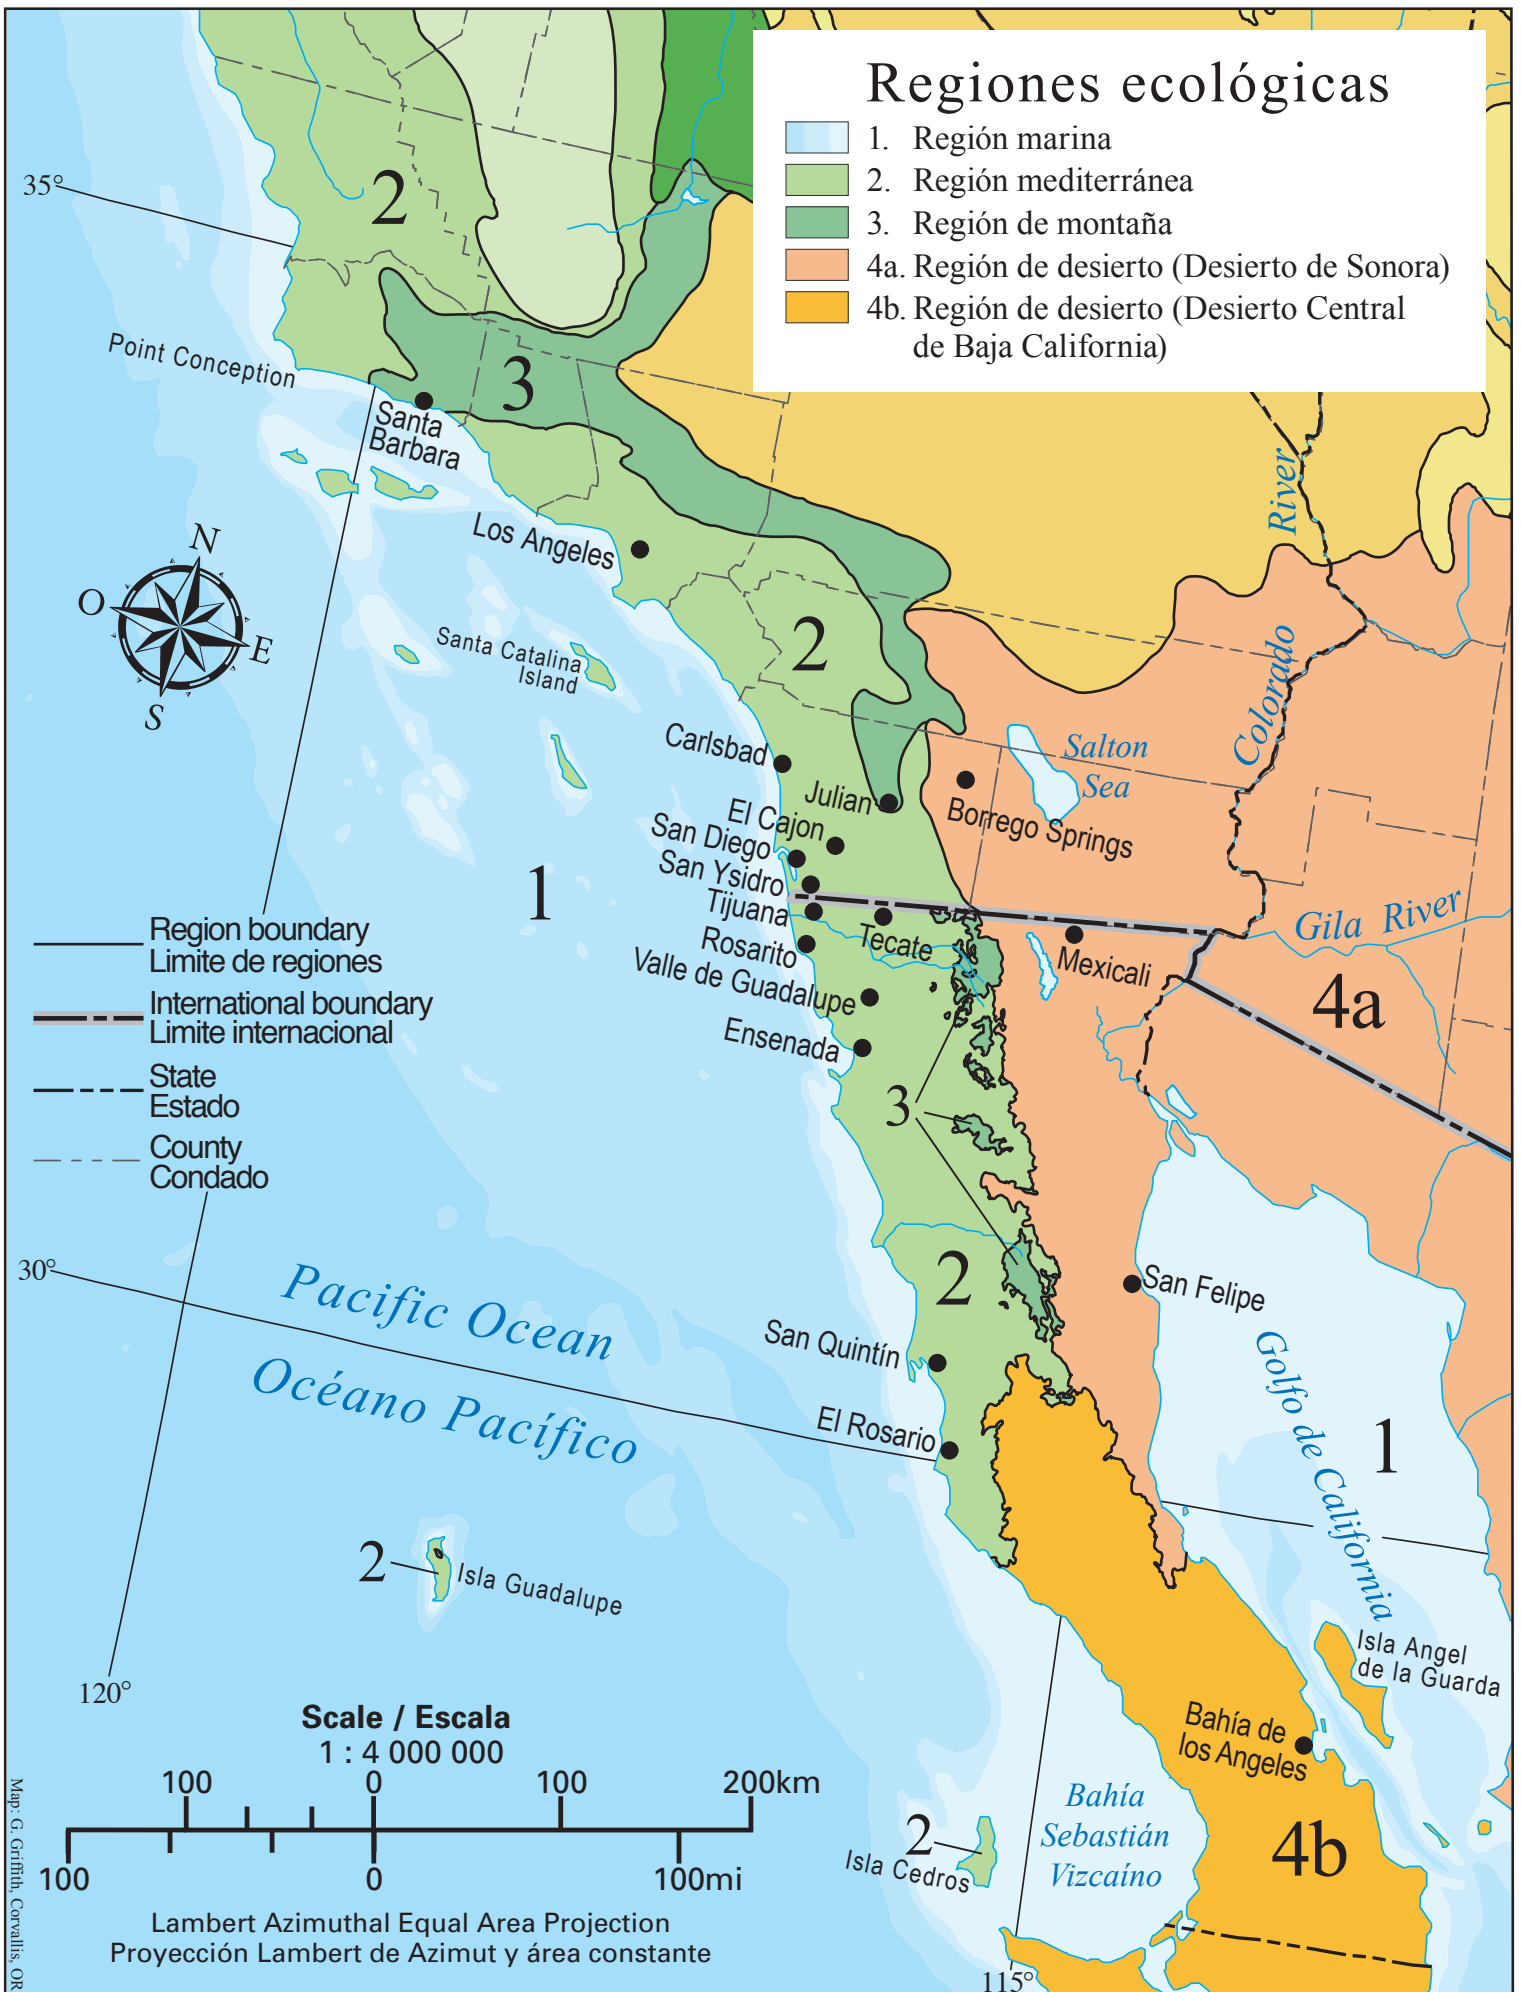 Regiones ecológicas
1. Región marina
2. Región mediterránea
3. Región de montaña
4a. Región de desierto (Desierto de Sonora)
4b. Región de desierto (Desierto Central
de Baja California)
35°
2
Point Conception
3
Santa
Barbara
River
Los Angeles
N
O
E
S
Santa Catalina
Island
2
Colorado
Carlsbad
Salton
Sea
Julian
Borrego Springs
El Cajon
San Diego
San Ysidro
1
Tijuana
Tecate
Gila River
Rosarito
Mexicali
Valle de Guadalupe
4a
Ensenada
Region boundary
Limite de regiones
International boundary
Limite internacional
State
Estado
County
Condado
3
30°
2
San Felipe
Pacific Ocean
Océano Pacífico
San Quintín
Golfo de California
El Rosario
1
2
Isla Guadalupe
Isla Angel
de la Guarda
120°
Bahía de
los Angeles
Scale / Escala
1 : 4 000 000
100 0 100 200km
100 0 100mi
Bahía
Sebastián
Vizcaíno
2
Isla Cedros
4b
Lambert Azimuthal Equal Area Projection
Proyección Lambert de Azimut y área constante
115°
Map: G. Griffith, Corvallis, OR